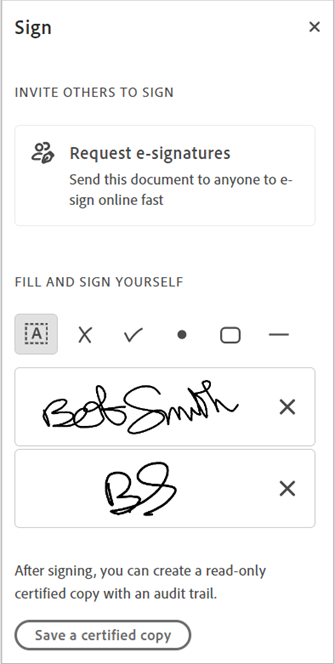 Sign
INVITE OTHERS TO SIGN
Request e-signatures
Send this document to anyone to e-
sign online fast
FILL AND SIGN YOURSELF
A
Bob Smith
BS
After signing, you can create a read-only
certified copy with an audit trail.
Save a certified copy